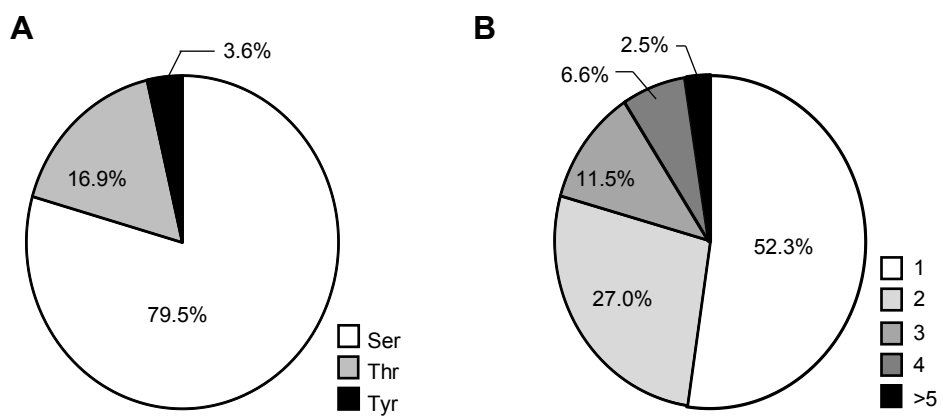 A
3.6%
16.9%
79.5%
Ser
Thr
Tyr
B
2.5%
6.6%
11.5%
52.3%
27.0%
1
2
3
4
>5